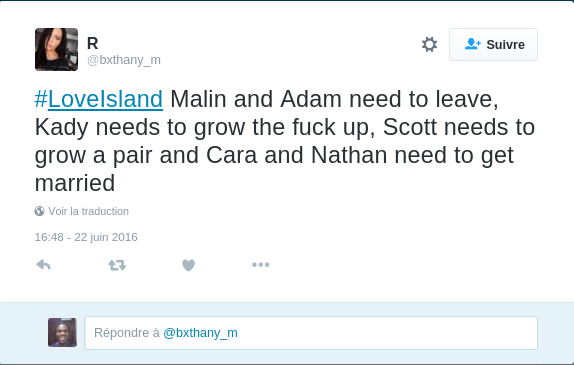 R
@bxthany_m
Suivre
#LoveIsland Malin and Adam need to leave,
Kady needs to grow the fuck up, Scott needs to
grow a pair and Cara and Nathan need to get
married
Voir la traduction
16:48 - 22 juin 2016
Répondre à @bxthany_m